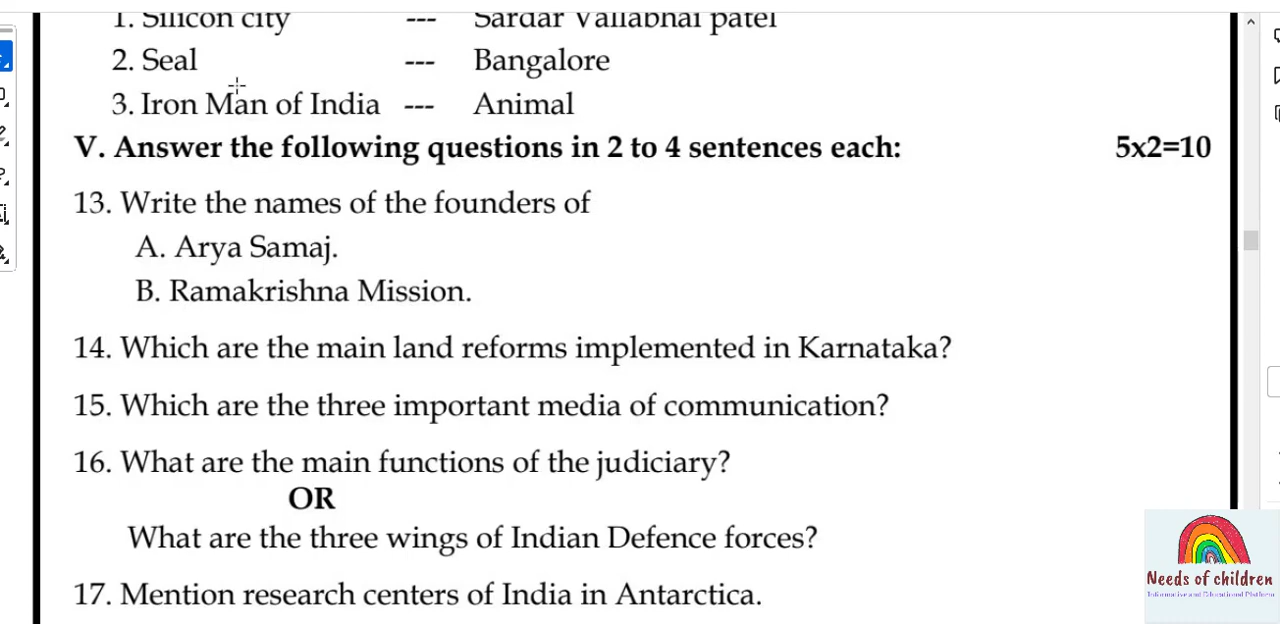 1. Silicon city --- Sardar Vallabhai patel
2. Seal --- Bangalore
3. Iron Man of India --- Animal
V. Answer the following questions in 2 to 4 sentences each: 5x2=10
13. Write the names of the founders of
A. Arya Samaj.
B. Ramakrishna Mission.
14. Which are the main land reforms implemented in Karnataka?
15. Which are the three important media of communication?
16. What are the main functions of the judiciary?
OR
What are the three wings of Indian Defence forces?
17. Mention research centers of India in Antarctica.
Needs of children
Informative and Educational Platform